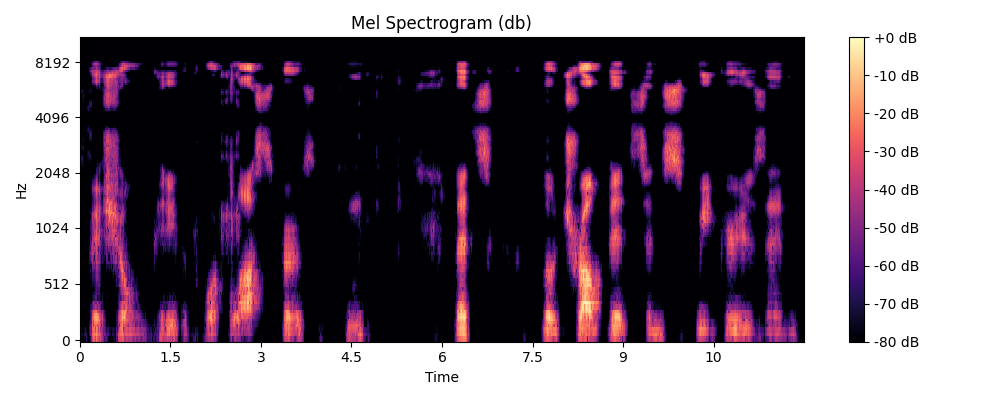 Mel Spectrogram (db)
8192
4096
2048
1024
512
0
Hz
0 1.5 3 4.5 6 7.5 9 10
Time
+0 dB
-10 dB
-20 dB
-30 dB
-40 dB
-50 dB
-60 dB
-70 dB
-80 dB